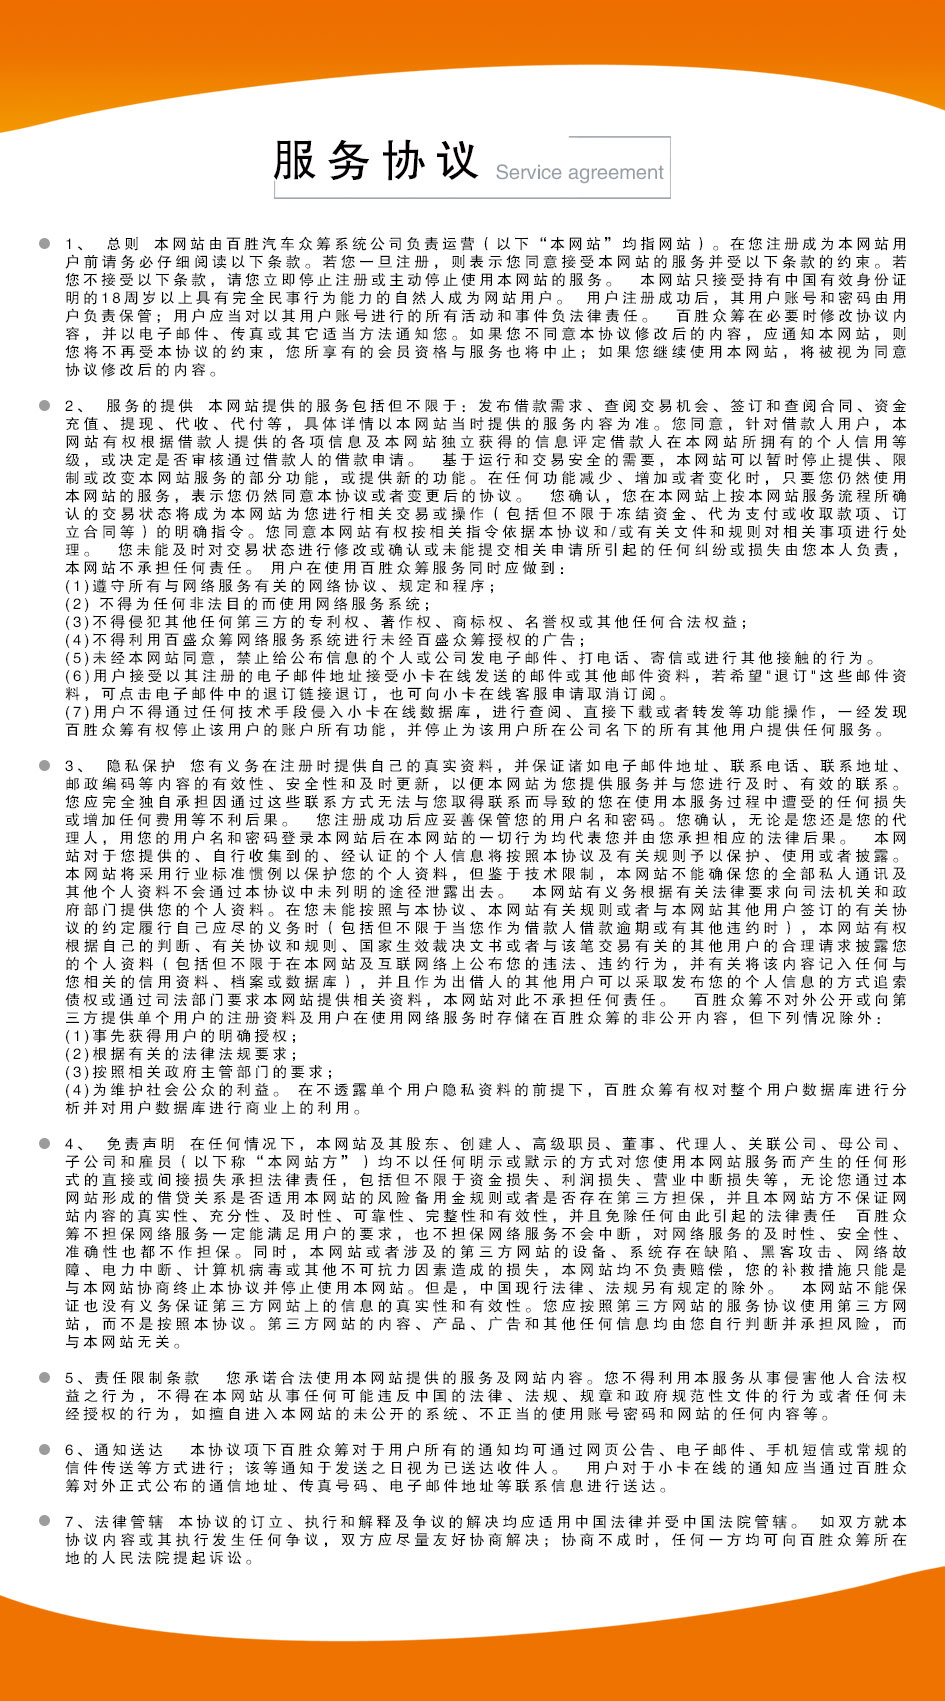 服务协议 Service agreement
1、 总则 本网站由百胜汽车众筹系统公司负责运营（以下“本网站”均指网站）。在您注册成为本网站用
户前请务必仔细阅读以下条款。若您一旦注册，则表示您同意接受本网站的服务并受以下条款的约束。若
您不接受以下条款，请您立即停止注册或主动停止使用本网站的服务。 本网站只接受持有中国有效身份证
明的18周岁以上具有完全民事行为能力的自然人成为网站用户。 用户注册成功后，其用户账号和密码由用
户负责保管；用户应当对以其用户账号进行的所有活动和事件负法律责任。 百胜众筹在必要时修改协议内
容，并以电子邮件、传真或其它适当方法通知您。如果您不同意本协议修改后的内容，应通知本网站，则
您将不再受本协议的约束，您所享有的会员资格与服务也将中止；如果您继续使用本网站，将被视为同意
协议修改后的内容。
2、 服务的提供 本网站提供的服务包括但不限于：发布借款需求、查阅交易机会、签订和查阅合同、资金
充值、提现、代收、代付等，具体详情以本网站当时提供的服务内容为准。您同意，针对借款人用户，本
网站有权根据借款人提供的各项信息及本网站独立获得的信息评定借款人在本网站所拥有的个人信用等
级，或决定是否审核通过借款人的借款申请。 基于运行和交易安全的需要，本网站可以暂时停止提供、限
制或改变本网站服务的部分功能，或提供新的功能。在任何功能减少、增加或者变化时，只要您仍然使用
本网站的服务，表示您仍然同意本协议或者变更后的协议。 您确认，您在本网站上按本网站服务流程所确
认的交易状态将成为本网站为您进行相关交易或操作（包括但不限于冻结资金、代为支付或收取款项、订
立合同等）的明确指令。您同意本网站有权按相关指令依据本协议和/或有关文件和规则对相关事项进行处
理。 您未能及时对交易状态进行修改或确认或未能提交相关申请所引起的任何纠纷或损失由您本人负责，
本网站不承担任何责任。 用户在使用百胜众筹服务同时应做到：
(1)遵守所有与网络服务有关的网络协议、规定和程序；
(2) 不得为任何非法目的而使用网络服务系统；
(3)不得侵犯其他任何第三方的专利权、著作权、商标权、名誉权或其他任何合法权益；
(4)不得利用百盛众筹网络服务系统进行未经百盛众筹授权的广告；
(5)未经本网站同意，禁止给公布信息的个人或公司发电子邮件、打电话、寄信或进行其他接触的行为。
(6)用户接受以其注册的电子邮件地址接受小卡在线发送的邮件或其他邮件资料，若希望"退订"这些邮件资
料，可点击电子邮件中的退订链接退订，也可向小卡在线客服申请取消订阅。
(7)用户不得通过任何技术手段侵入小卡在线数据库，进行查阅、直接下载或者转发等功能操作，一经发现
百胜众筹有权停止该用户的账户所有功能，并停止为该用户所在公司名下的所有其他用户提供任何服务。
3、 隐私保护 您有义务在注册时提供自己的真实资料，并保证诸如电子邮件地址、联系电话、联系地址、
邮政编码等内容的有效性、安全性和及时更新，以便本网站为您提供服务并与您进行及时、有效的联系。
您应完全独自承担因通过这些联系方式无法与您取得联系而导致的您在使用本服务过程中遭受的任何损失
或增加任何费用等不利后果。 您注册成功后应妥善保管您的用户名和密码。您确认，无论是您还是您的代
理人，用您的用户名和密码登录本网站后在本网站的一切行为均代表您并由您承担相应的法律后果。 本网
站对于您提供的、自行收集到的、经认证的个人信息将按照本协议及有关规则予以保护、使用或者披露。
本网站将采用行业标准惯例以保护您的个人资料，但鉴于技术限制，本网站不能确保您的全部私人通讯及
其他个人资料不会通过本协议中未列明的途径泄露出去。 本网站有义务根据有关法律要求向司法机关和政
府部门提供您的个人资料。在您未能按照与本协议、本网站有关规则或者与本网站其他用户签订的有关协
议的约定履行自己应尽的义务时（包括但不限于当您作为借款人借款逾期或有其他违约时），本网站有权
根据自己的判断、有关协议和规则、国家生效裁决文书或者与该笔交易有关的其他用户的合理请求披露您
的个人资料（包括但不限于在本网站及互联网络上公布您的违法、违约行为，并有关将该内容记入任何与
您相关的信用资料、档案或数据库），并且作为出借人的其他用户可以采取发布您的个人信息的方式追索
债权或通过司法部门要求本网站提供相关资料，本网站对此不承担任何责任。 百胜众筹不对外公开或向第
三方提供单个用户的注册资料及用户在使用网络服务时存储在百胜众筹的非公开内容，但下列情况除外：
(1)事先获得用户的明确授权；
(2)根据有关的法律法规要求；
(3)按照相关政府主管部门的要求；
(4)为维护社会公众的利益。 在不透露单个用户隐私资料的前提下，百胜众筹有权对整个用户数据库进行分
析并对用户数据库进行商业上的利用。
4、 免责声明 在任何情况下，本网站及其股东、创建人、高级职员、董事、代理人、关联公司、母公司、
子公司和雇员（以下称“本网站方”）均不以任何明示或默示的方式对您使用本网站服务而产生的任何形
式的直接或间接损失承担法律责任，包括但不限于资金损失、利润损失、营业中断损失等，无论您通过本
网站形成的借贷关系是否适用本网站的风险备用金规则或者是否存在第三方担保，并且本网站方不保证网
站内容的真实性、充分性、及时性、可靠性、完整性和有效性，并且免除任何由此引起的法律责任 百胜众
筹不担保网络服务一定能满足用户的要求，也不担保网络服务不会中断，对网络服务的及时性、安全性、
准确性也都不作担保。同时，本网站或者涉及的第三方网站的设备、系统存在缺陷、黑客攻击、网络故
障、电力中断、计算机病毒或其他不可抗力因素造成的损失，本网站均不负责赔偿，您的补救措施只能是
与本网站协商终止本协议并停止使用本网站。但是，中国现行法律、法规另有规定的除外。 本网站不能保
证也没有义务保证第三方网站上的信息的真实性和有效性。您应按照第三方网站的服务协议使用第三方网
站，而不是按照本协议。第三方网站的内容、产品、广告和其他任何信息均由您自行判断并承担风险，而
与本网站无关。
5、责任限制条款 您承诺合法使用本网站提供的服务及网站内容。您不得利用本服务从事侵害他人合法权
益之行为，不得在本网站从事任何可能违反中国的法律、法规、规章和政府规范性文件的行为或者任何未
经授权的行为，如擅自进入本网站的未公开的系统、不正当的使用账号密码和网站的任何内容等。
6、通知送达 本协议项下百胜众筹对于用户所有的通知均可通过网页公告、电子邮件、手机短信或常规的
信件传送等方式进行；该等通知于发送之日视为已送达收件人。 用户对于小卡在线的通知应当通过百胜众
筹对外正式公布的通信地址、传真号码、电子邮件地址等联系信息进行送达。
7、法律管辖 本协议的订立、执行和解释及争议的解决均应适用中国法律并受中国法院管辖。 如双方就本
协议内容或其执行发生任何争议，双方应尽量友好协商解决；协商不成时，任何一方均可向百胜众筹所在
地的人民法院提起诉讼。